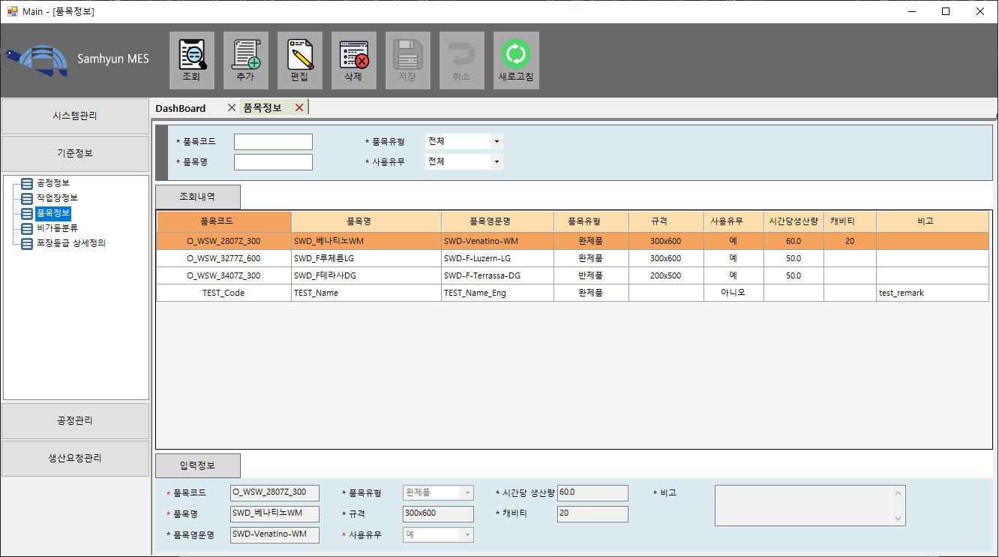 Main - [품목정보]
Samhyun MES
조회 추가 편집 삭제 저장 취소 새로고침
시스템관리
기준정보
공정정보
작업장정보
품목정보
비가동분류
포장등급 상세정의
공정관리
생산요청관리
DashBoard 품목정보
* 품목코드 * 품목유형 전체
* 품목명 * 사용유무 전체
조회내역
품목코드 품목명 품목영문명 품목유형 규격 사용유무 시간당생산량 캐비티 비고
O_WSW_2807Z_300 SWD_베나티노WM SWD-Venatino-WM 완제품 300x600 예 60.0 20
O_WSW_3277Z_600 SWD_F루체른LG SWD-F-Luzern-LG 완제품 300x600 예 50.0
O_WSW_3407Z_300 SWD_F테라사DG SWD-F-Terrassa-DG 반제품 200x500 예 50.0
TEST_Code TEST_Name TEST_Name_Eng 완제품 아니오 test_remark
입력정보
* 품목코드 O_WSW_2807Z_300 * 품목유형 완제품 * 시간당 생산량 60.0 * 비고
* 품목명 SWD_베나티노WM * 규격 300x600 * 캐비티 20
* 품목영문명 SWD-Venatino-WM * 사용유무 예